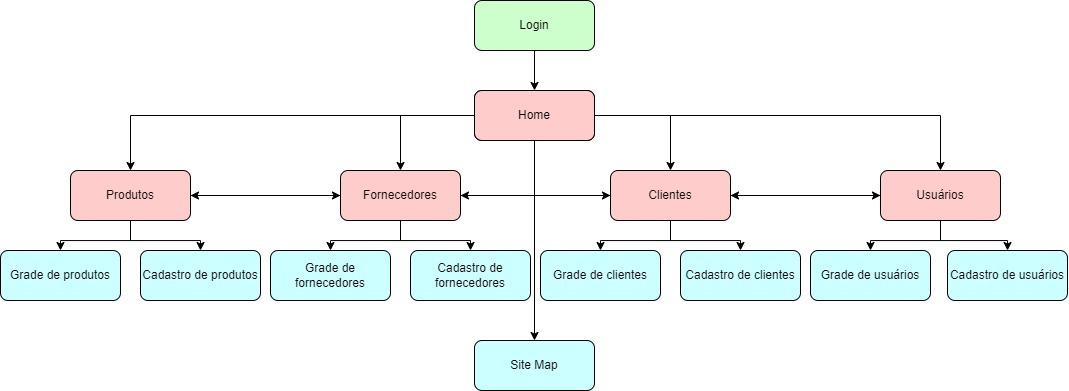 Login
Home
Produtos
Fornecedores
Clientes
Usuários
Grade de produtos
Cadastro de produtos
Grade de
fornecedores
Cadastro de
fornecedores
Grade de clientes
Cadastro de clientes
Grade de usuários
Cadastro de usuários
Site Map